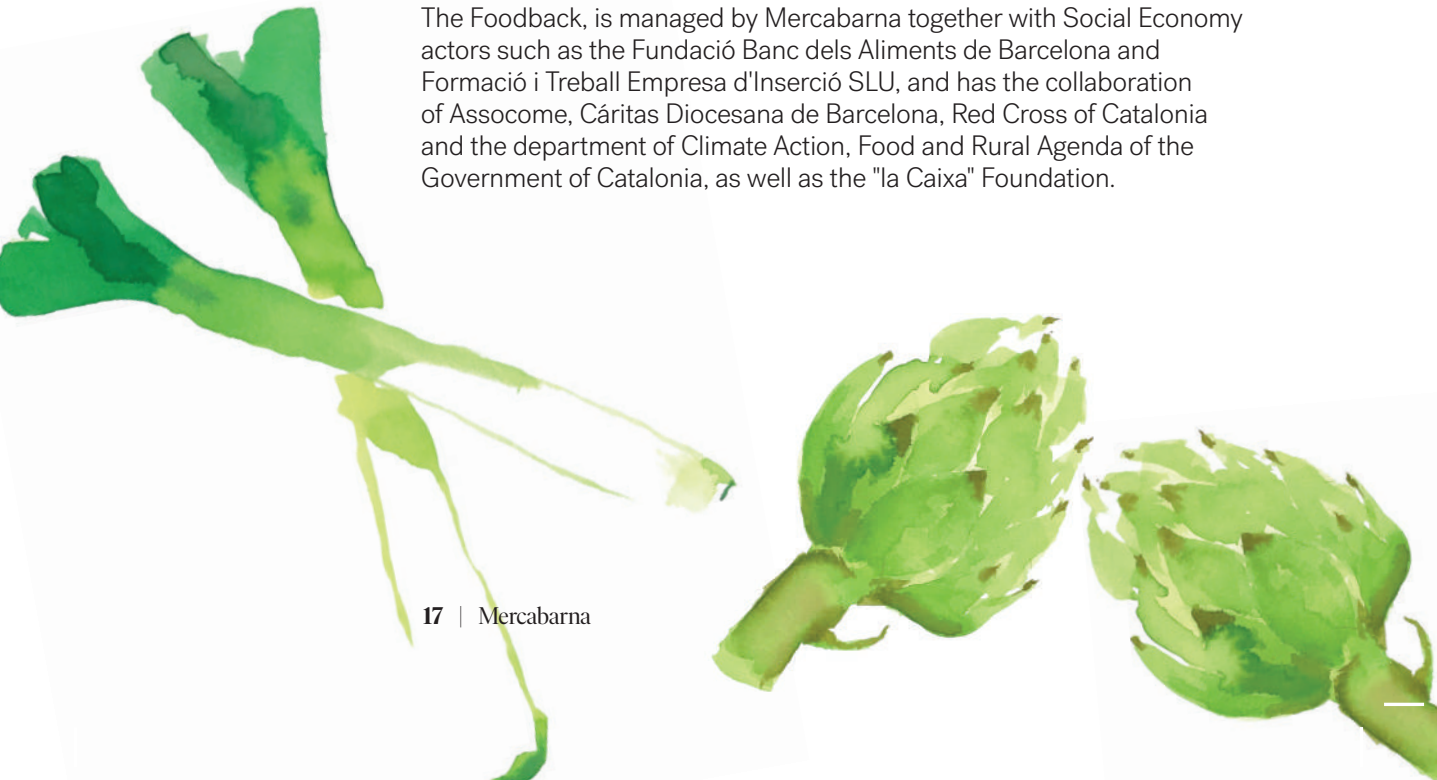 The Foodback, is managed by Mercabarna together with Social Economy
actors such as the Fundació Banc dels Aliments de Barcelona and
Formació i Treball Empresa d'Inserció SLU, and has the collaboration
of Assocome, Cáritas Diocesana de Barcelona, Red Cross of Catalonia
and the department of Climate Action, Food and Rural Agenda of the
Government of Catalonia, as well as the "la Caixa" Foundation.
17 | Mercabarna